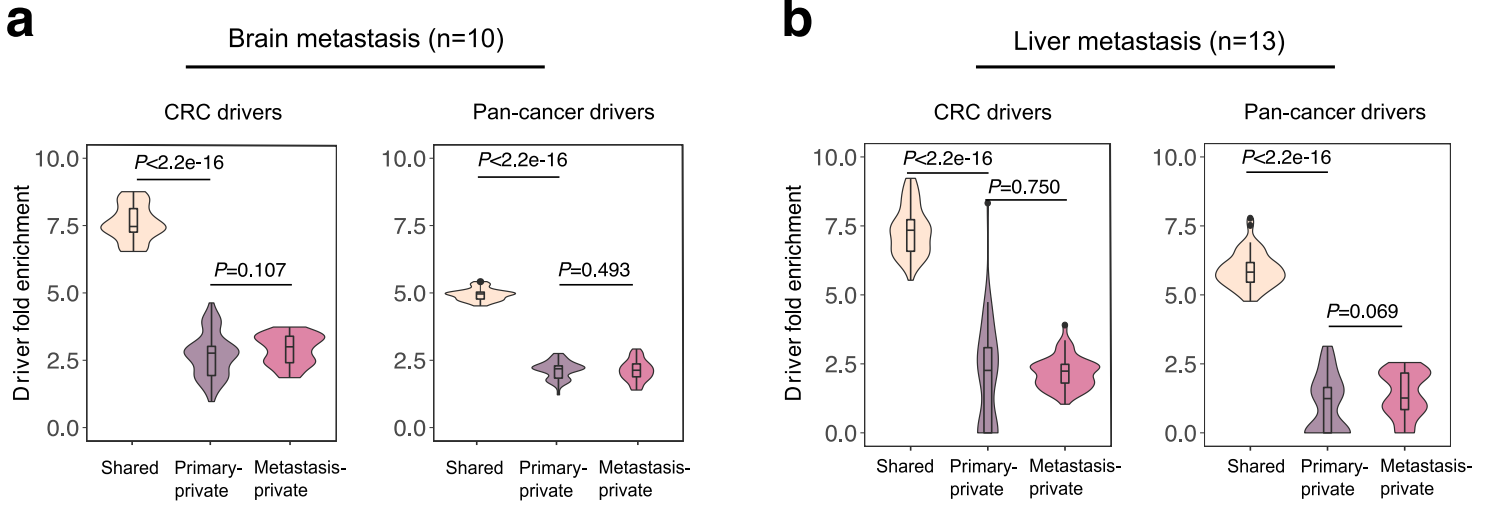 a
Brain metastasis (n=10)
CRC drivers
Pan-cancer drivers
Driver fold enrichment
10.0
7.5
5.0
2.5
0.0
P<2.2e-16
P=0.107
Shared
Primary-
private
Metastasis-
private
10.0
7.5
5.0
2.5
0.0
P<2.2e-16
P=0.493
Shared
Primary-
private
Metastasis-
private
b
Liver metastasis (n=13)
CRC drivers
Pan-cancer drivers
Driver fold enrichment
10.0
7.5
5.0
2.5
0.0
P<2.2e-16
P=0.750
Shared
Primary-
private
Metastasis-
private
10.0
7.5
5.0
2.5
0.0
P<2.2e-16
P=0.069
Shared
Primary-
private
Metastasis-
private